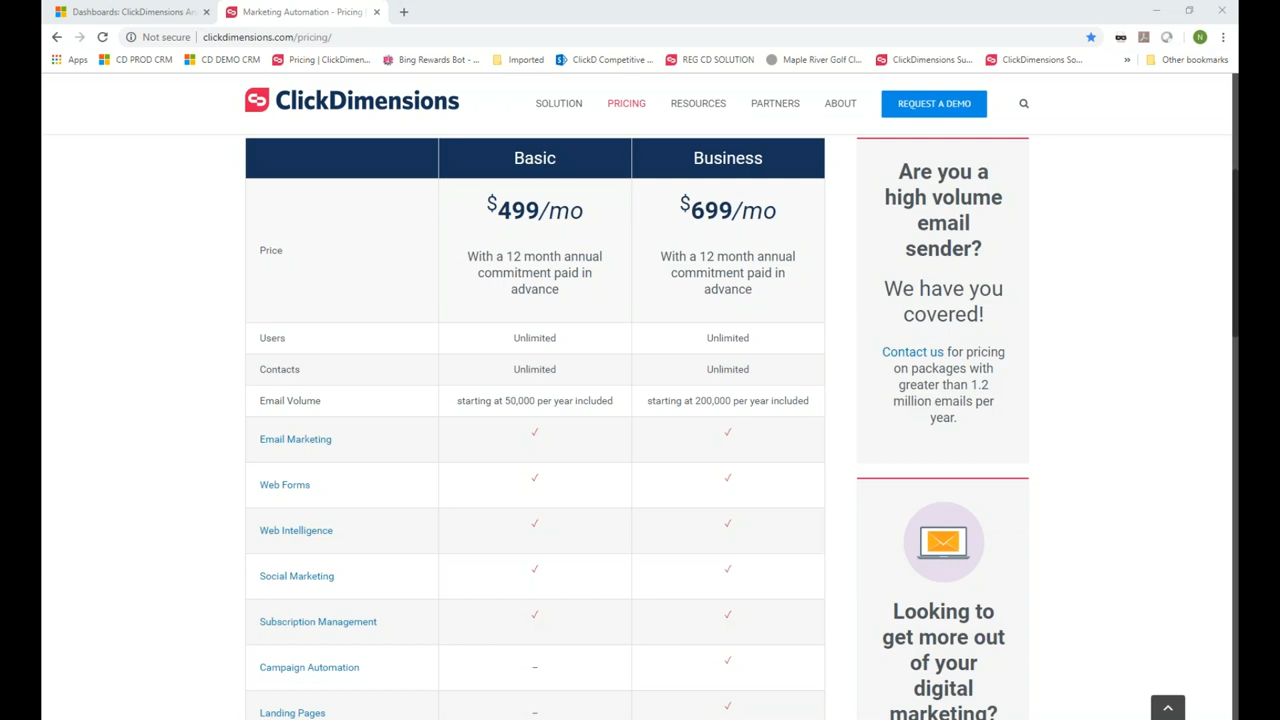 Dashboards: ClickDimensions An
Marketing Automation - Pricing |
Not secure | clickdimensions.com/pricing/
N
Apps
CD PROD CRM
CD DEMO CRM
Pricing | ClickDimen...
Bing Rewards Bot - ...
Imported
ClickD Competitive ...
REG CD SOLUTION
Maple River Golf Cl...
ClickDimensions Su...
ClickDimensions So...
»
Other bookmarks
ClickDimensions
SOLUTION
PRICING
RESOURCES
PARTNERS
ABOUT
REQUEST A DEMO
Basic
Business
Price
$499/mo
With a 12 month annual
commitment paid in
advance
$699/mo
With a 12 month annual
commitment paid in
advance
Users
Unlimited
Unlimited
Contacts
Unlimited
Unlimited
Email Volume
starting at 50,000 per year included
starting at 200,000 per year included
Email Marketing
✓
✓
Web Forms
✓
✓
Web Intelligence
✓
✓
Social Marketing
✓
✓
Subscription Management
✓
✓
Campaign Automation
–
✓
Landing Pages
–
✓
Are you a
high volume
email
sender?
We have you
covered!
Contact us for pricing
on packages with
greater than 1.2
million emails per
year.
Looking to
get more out
of your
digital
marketing?